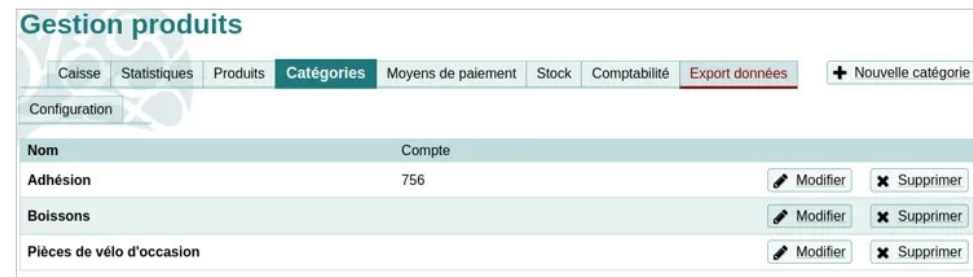 Gestion produits
Caisse Statistiques Produits Catégories Moyens de paiement Stock Comptabilité Export données Nouvelle catégorie
Configuration
Nom Compte
Adhésion 756 Modifier Supprimer
Boissons Modifier Supprimer
Pièces de vélo d'occasion Modifier Supprimer